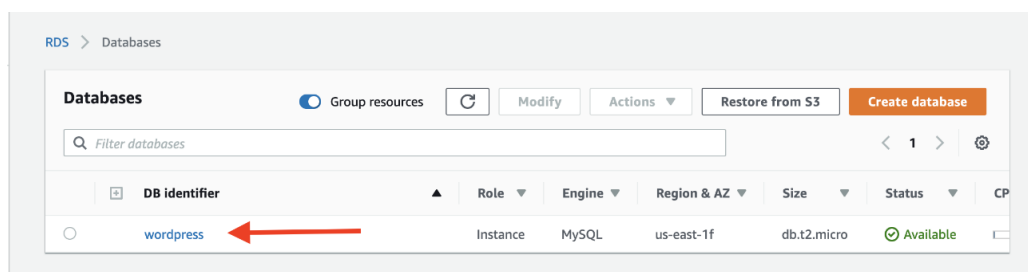 RDS > Databases
Databases Group resources Modify Actions Restore from S3 Create database
Filter databases < 1 >
DB identifier Role Engine Region & AZ Size Status CP
wordpress Instance MySQL us-east-1f db.t2.micro Available